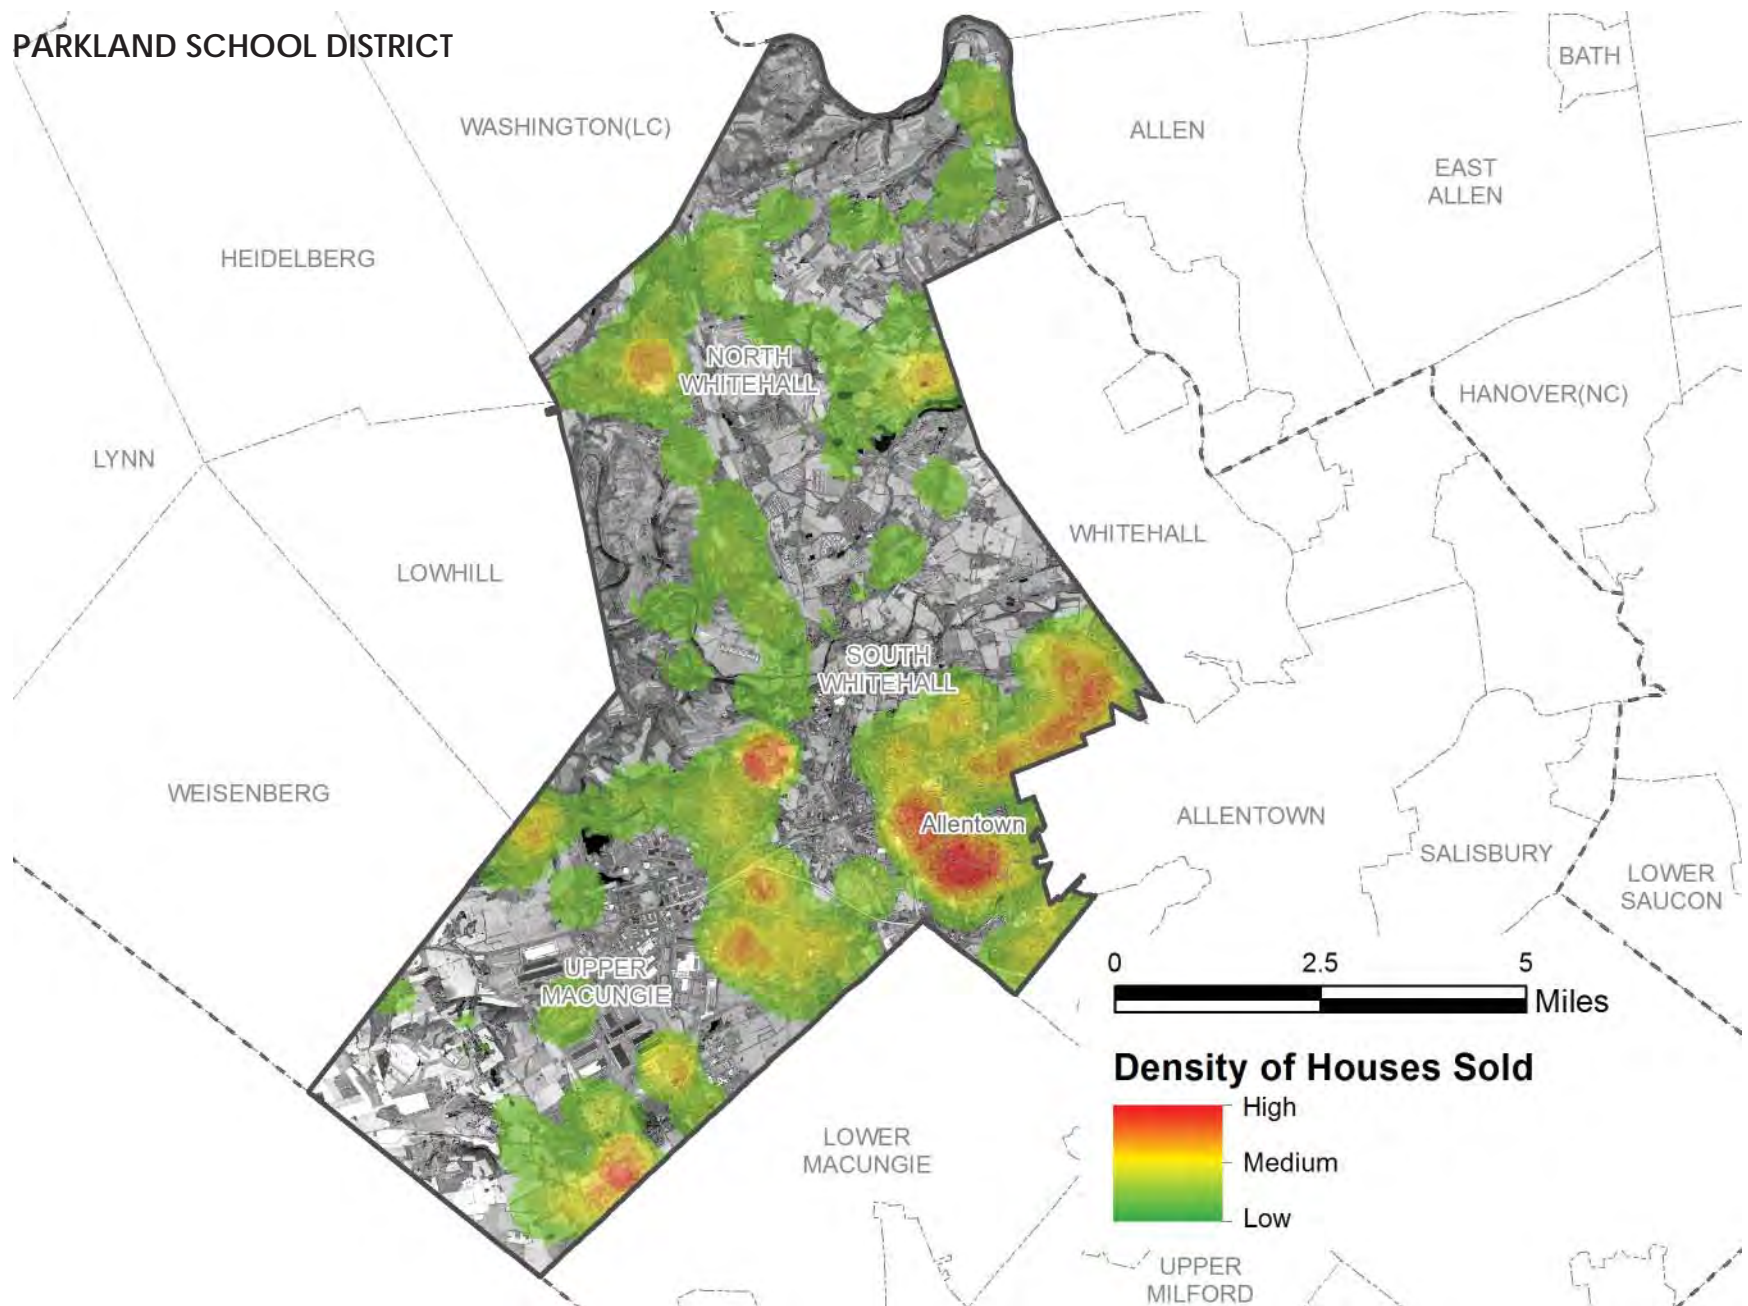 PARKLAND SCHOOL DISTRICT
BATH
WASHINGTON(LC)
ALLEN
EAST
ALLEN
HEIDELBERG
NORTH
WHITEHALL
HANOVER(NC)
LYNN
WHITEHALL
LOWHILL
SOUTH
WHITEHALL
WEISENBERG
Allentown
ALLENTOWN
SALISBURY
LOWER
SAUCON
UPPER
MACUNGIE
0 2.5 5
Miles
Density of Houses Sold
High
Medium
Low
LOWER
MACUNGIE
UPPER
MILFORD